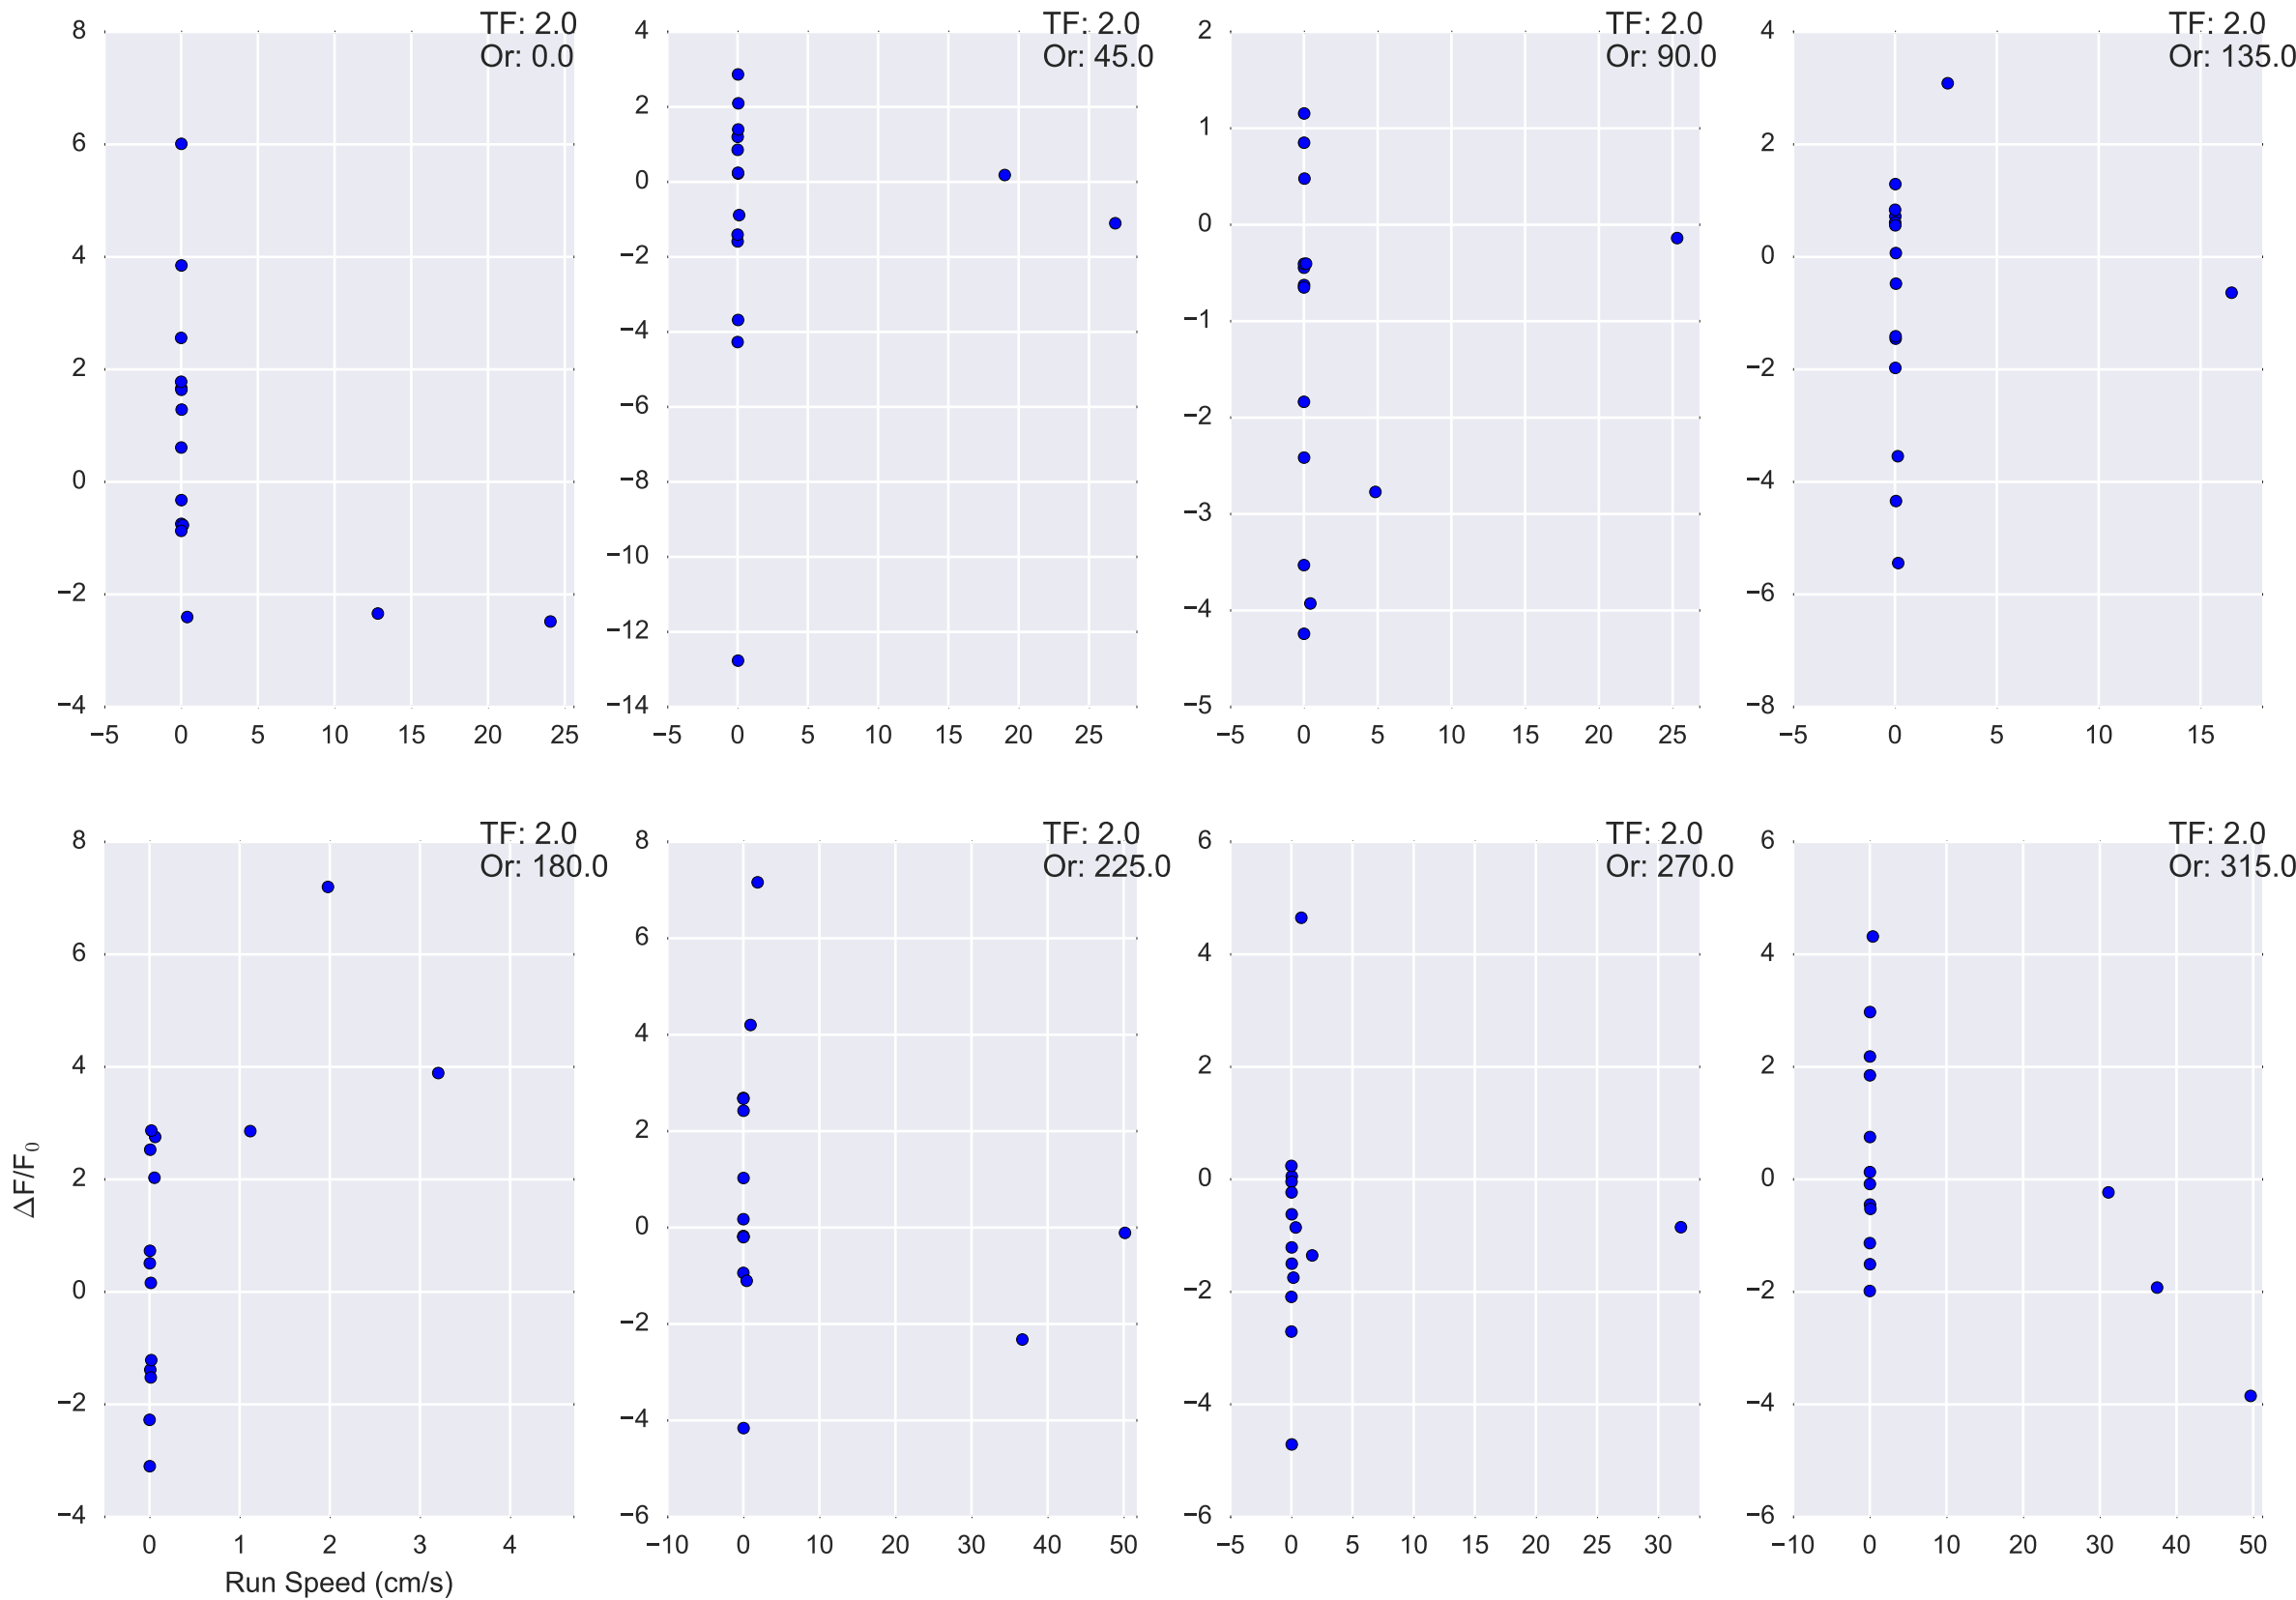 TF: 2.0
Or: 0.0
8
6
4
2
0
−2
−4
−5 0 5 10 15 20 25
TF: 2.0
Or: 45.0
4
2
0
−2
−4
−6
−8
−10
−12
−14
−5 0 5 10 15 20 25
TF: 2.0
Or: 90.0
2
1
0
−1
−2
−3
−4
−5
−5 0 5 10 15 20 25
TF: 2.0
Or: 135.0
4
2
0
−2
−4
−6
−8
−5 0 5 10 15
TF: 2.0
Or: 180.0
8
6
4
2
0
−2
−4
ΔF/F₀
0 1 2 3 4
Run Speed (cm/s)
TF: 2.0
Or: 225.0
8
6
4
2
0
−2
−4
−6
−10 0 10 20 30 40 50
TF: 2.0
Or: 270.0
6
4
2
0
−2
−4
−6
−5 0 5 10 15 20 25 30
TF: 2.0
Or: 315.0
6
4
2
0
−2
−4
−6
−10 0 10 20 30 40 50